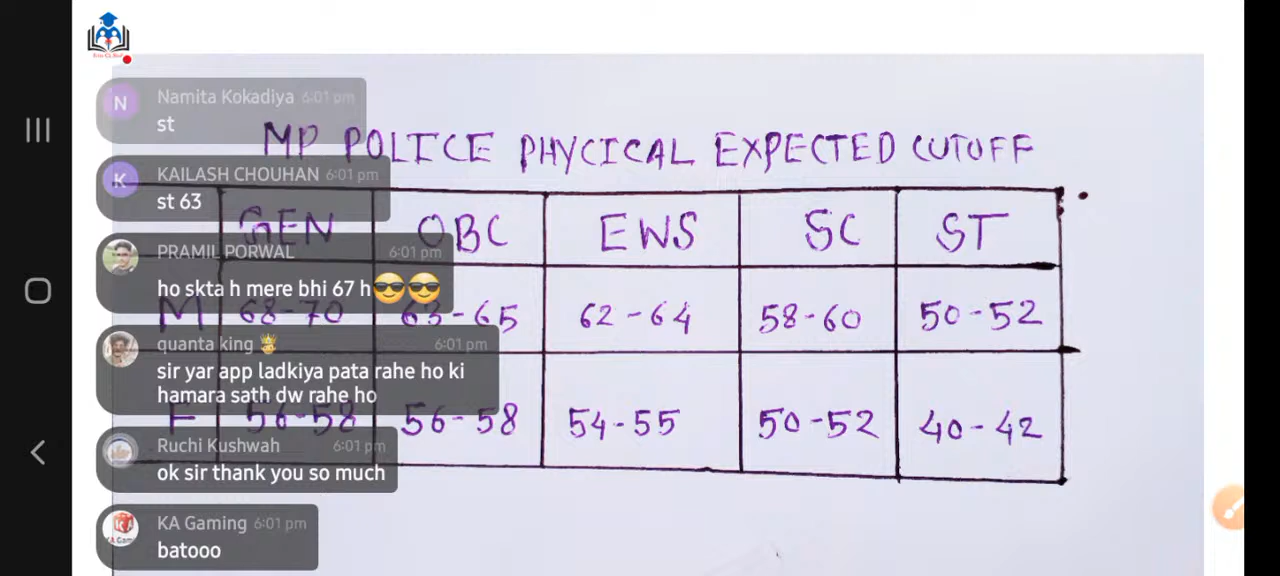 Namita Kokadiya 6:01 pm
st
MP POLICE PHYCICAL EXPECTED CUTOFF
KAILASH CHOUHAN 6:01 pm
st 63
GEN OBC EWS SC ST
PRAMIL PORWAL 6:01 pm
ho skta h mere bhi 67 h😎😎
M 68-70 63-65 62-64 58-60 50-52
quanta king 🤴 6:01 pm
sir yar app ladkiya pata rahe ho ki
hamara sath dw rahe ho
F 56-58 56-58 54-55 50-52 40-42
Ruchi Kushwah 6:01 pm
ok sir thank you so much
KA Gaming 6:01 pm
batooo